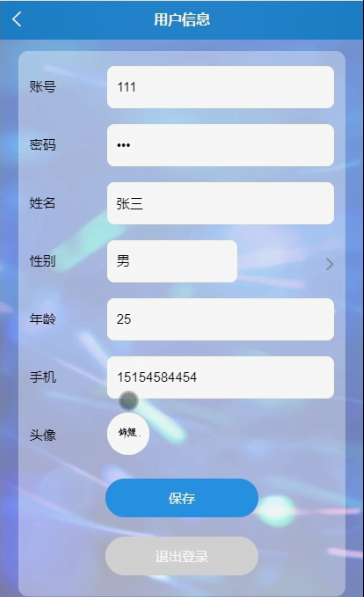 用户信息
账号 111
密码 •••
姓名 张三
性别 男
年龄 25
手机 15154584454
头像
保存
退出登录